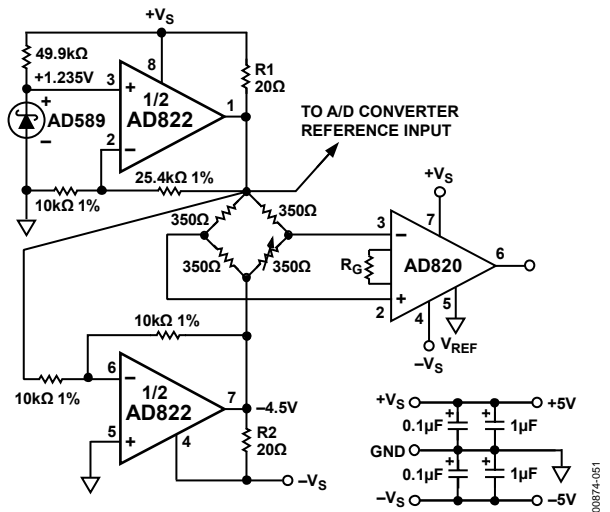 +VS
49.9kΩ
+1.235V
8
R1
20Ω
3
+
1/2
AD822
1
+
AD589
−
2
−
TO A/D CONVERTER
REFERENCE INPUT
25.4kΩ 1%
10kΩ 1%
350Ω
350Ω
350Ω
350Ω
+VS
7
3
−
RG
AD820
6
+
2
4
5
−VS
VREF
10kΩ 1%
10kΩ 1%
6
−
1/2
AD822
7
−4.5V
5
+
4
R2
20Ω
−VS
+VS
+5V
0.1µF
+
+
1µF
GND
0.1µF
+
+
1µF
−VS
−5V
00874-051